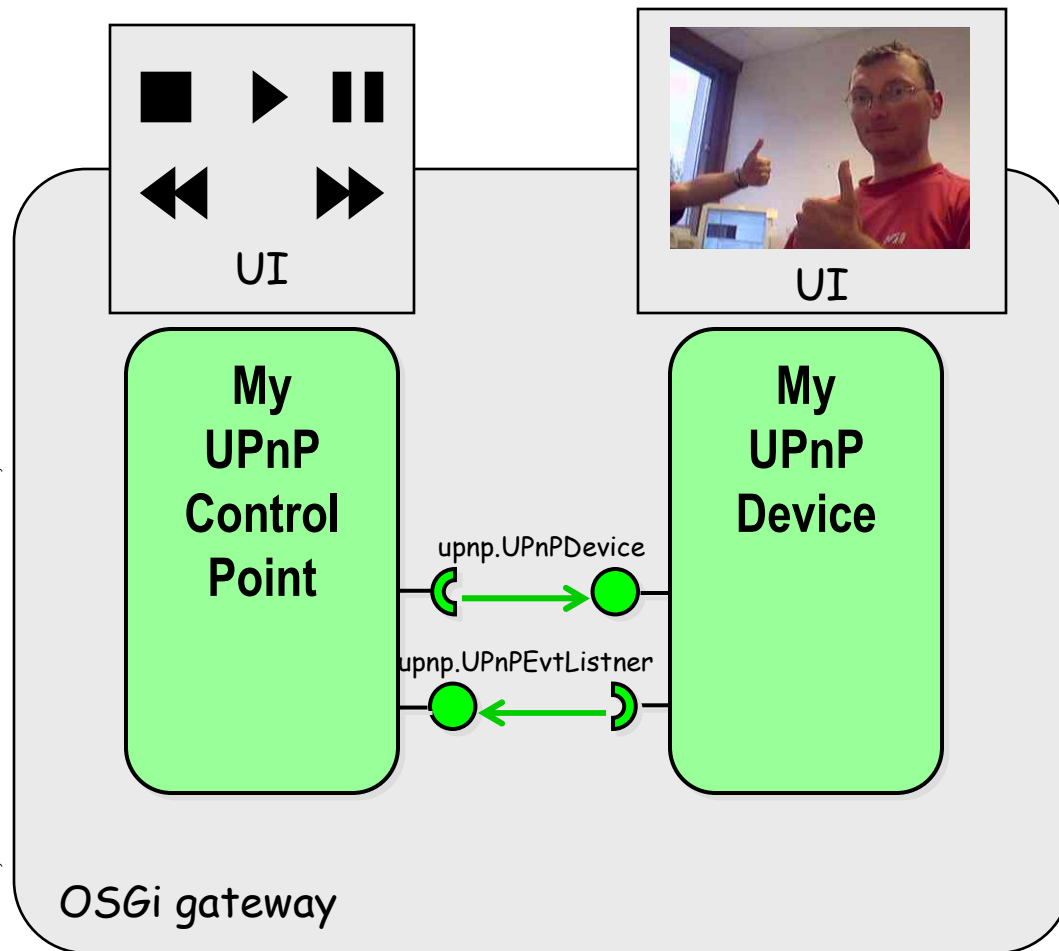 UI
UI
My
UPnP
Control
Point
My
UPnP
Device
upnp.UPnPDevice
upnp.UPnPEvtListner
OSGi gateway